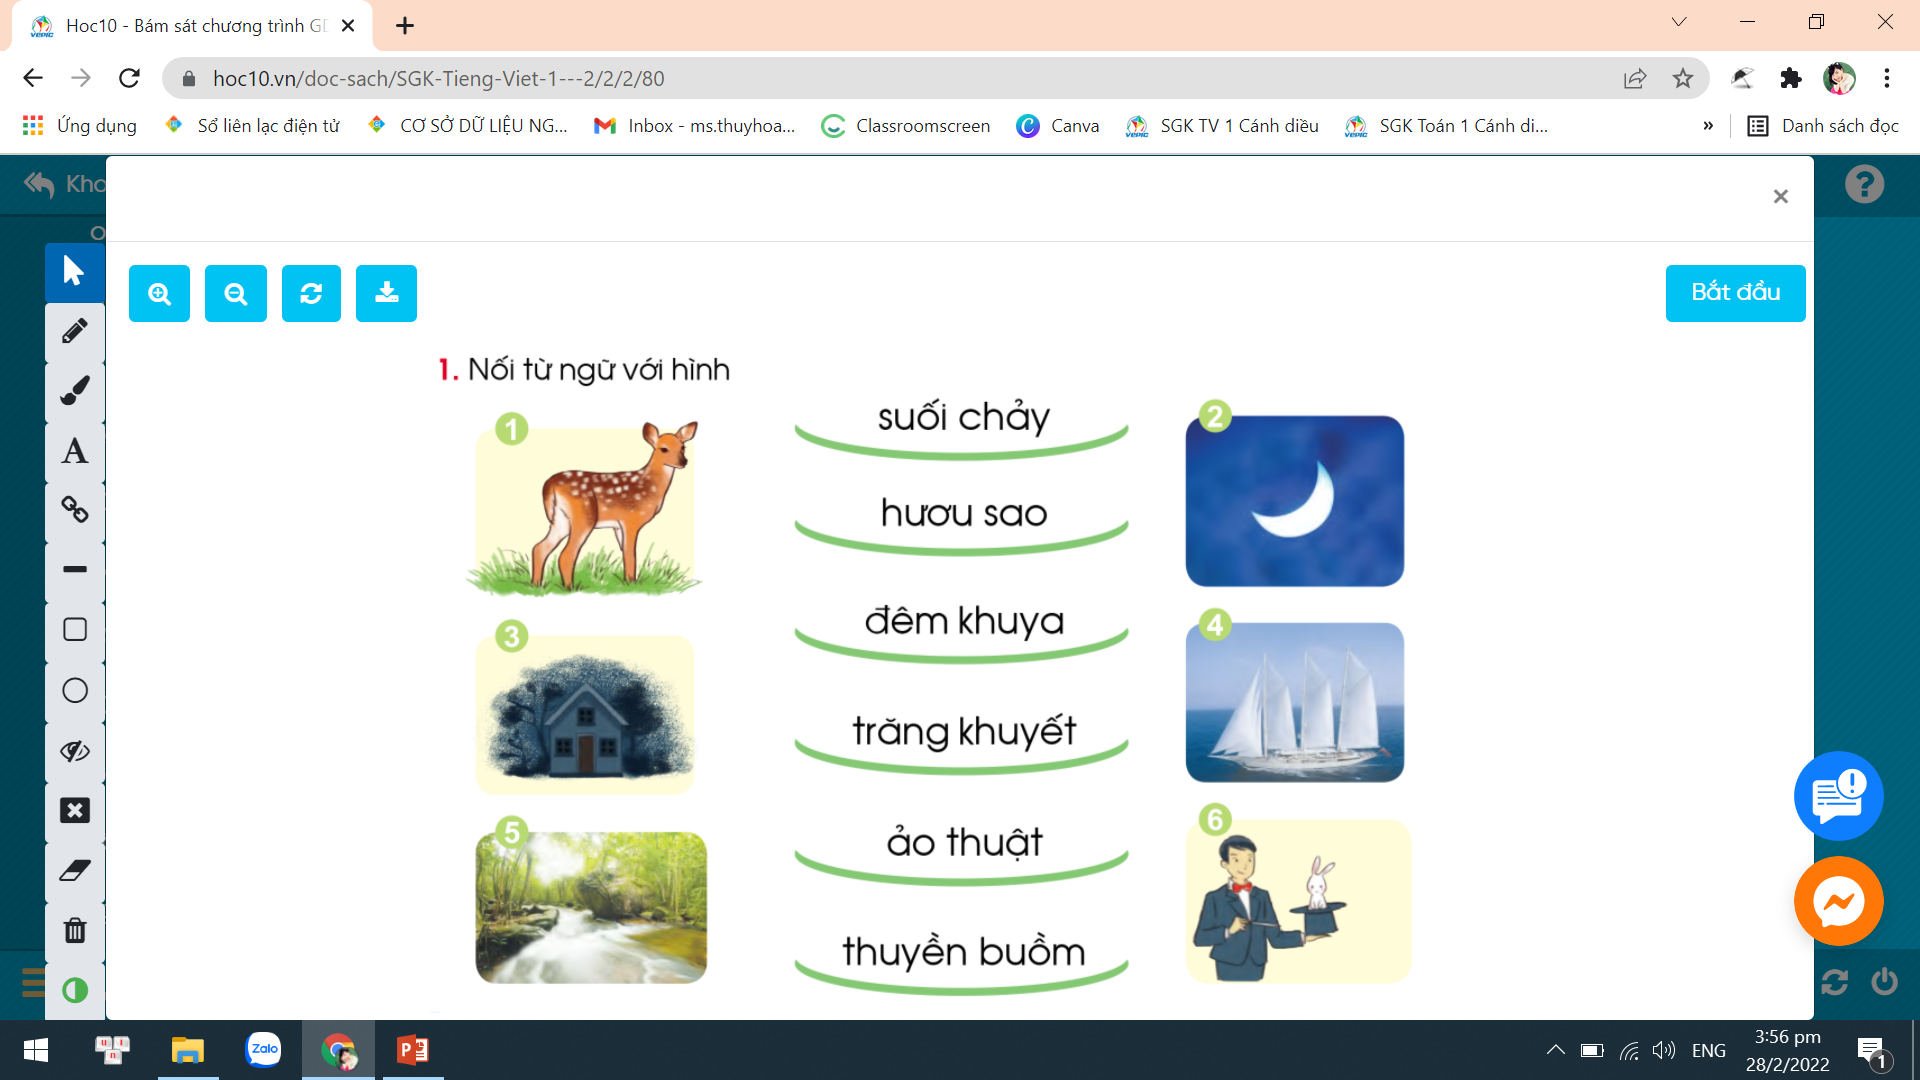 Hoc10 - Bám sát chương trình GD
hoc10.vn/doc-sach/SGK-Tieng-Viet-1---2/2/2/80
Ứng dụng
Sổ liên lạc điện tử
CƠ SỞ DỮ LIỆU NG...
Inbox - ms.thuyhoa...
Classroomscreen
Canva
SGK TV 1 Cánh diều
SGK Toán 1 Cánh di...
»
Danh sách đọc
Kho
Bắt đầu
1. Nối từ ngữ với hình
1
suối chảy
2
hươu sao
đêm khuya
3
4
trăng khuyết
5
ảo thuật
6
thuyền buồm
A
Zalo
ENG
3:56 pm
28/2/2022
1